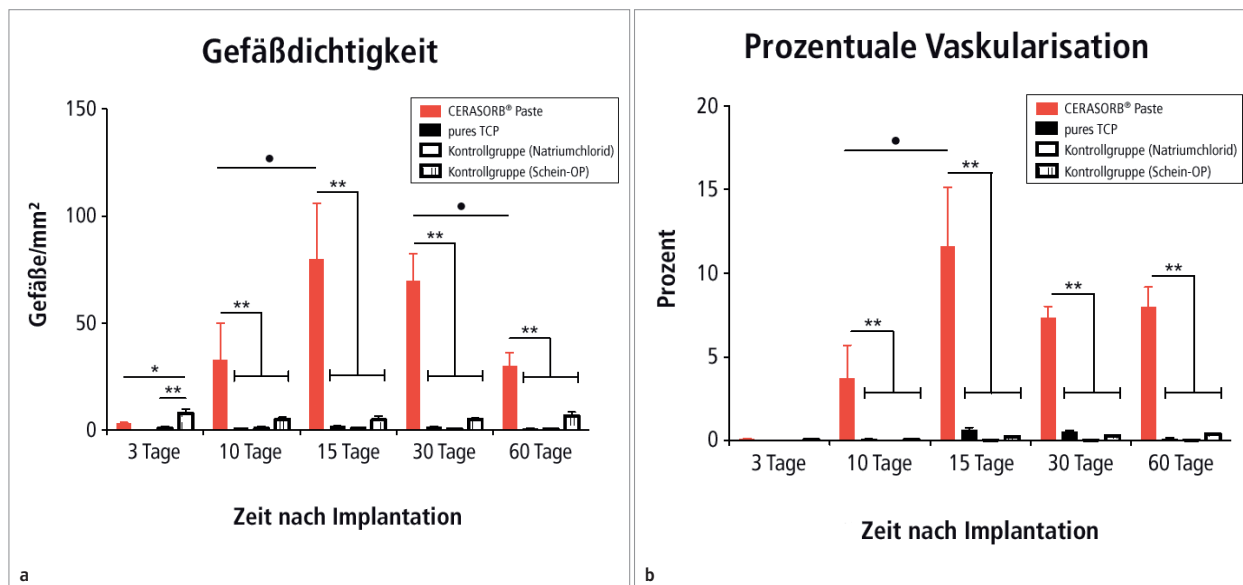 Gefäßdichtigkeit
150
100
50
0
Gefäße/mm²
CERASORB® Paste
pures TCP
Kontrollgruppe (Natriumchlorid)
Kontrollgruppe (Schein-OP)
•
**
•
**
**
**
*
**
3 Tage 10 Tage 15 Tage 30 Tage 60 Tage
Zeit nach Implantation
a
Prozentuale Vaskularisation
20
15
10
5
0
Prozent
CERASORB® Paste
pures TCP
Kontrollgruppe (Natriumchlorid)
Kontrollgruppe (Schein-OP)
•
**
**
**
**
3 Tage 10 Tage 15 Tage 30 Tage 60 Tage
Zeit nach Implantation
b